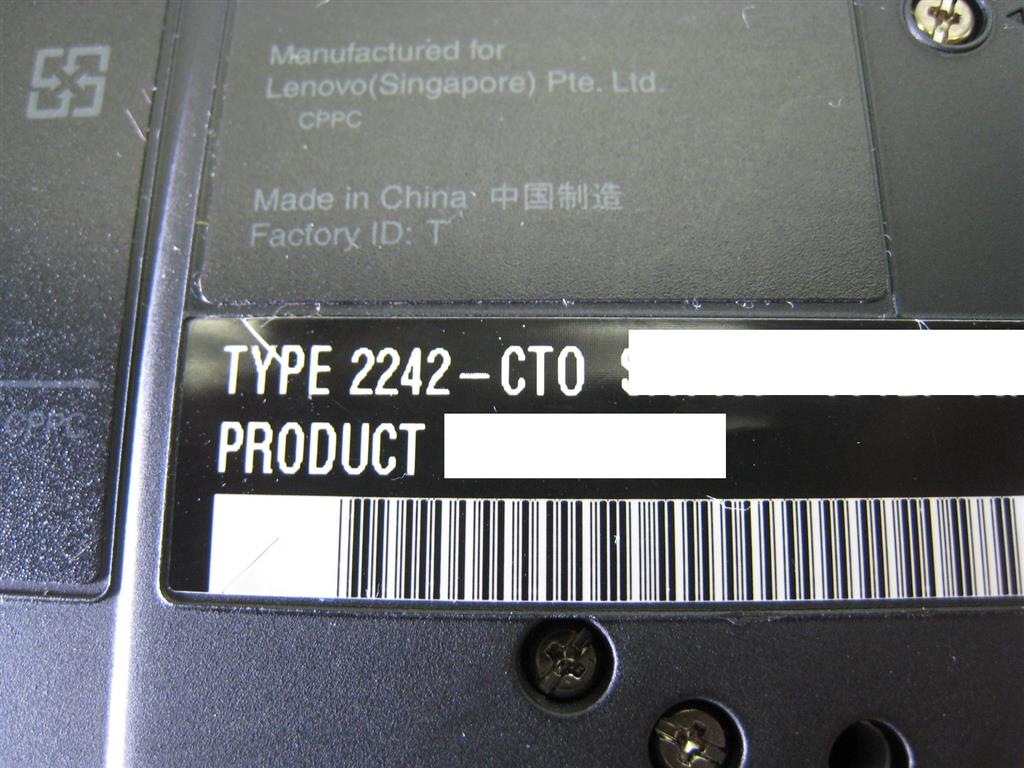 Manufactured for
Lenovo(Singapore) Pte. Ltd.
CPPC
Made in China 中国制造
Factory ID: T
CPPC
TYPE 2242-CTO
PRODUCT